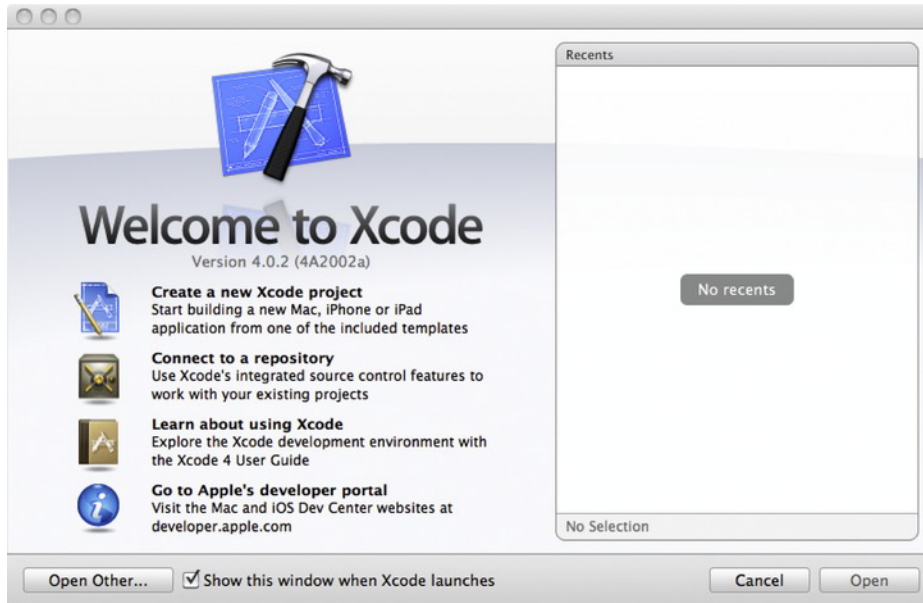 Welcome to Xcode
Version 4.0.2 (4A2002a)
Create a new Xcode project
Start building a new Mac, iPhone or iPad
application from one of the included templates
Connect to a repository
Use Xcode's integrated source control features to
work with your existing projects
Learn about using Xcode
Explore the Xcode development environment with
the Xcode 4 User Guide
Go to Apple's developer portal
Visit the Mac and iOS Dev Center websites at
developer.apple.com
Recents
No recents
No Selection
Open Other...
Show this window when Xcode launches
Cancel
Open